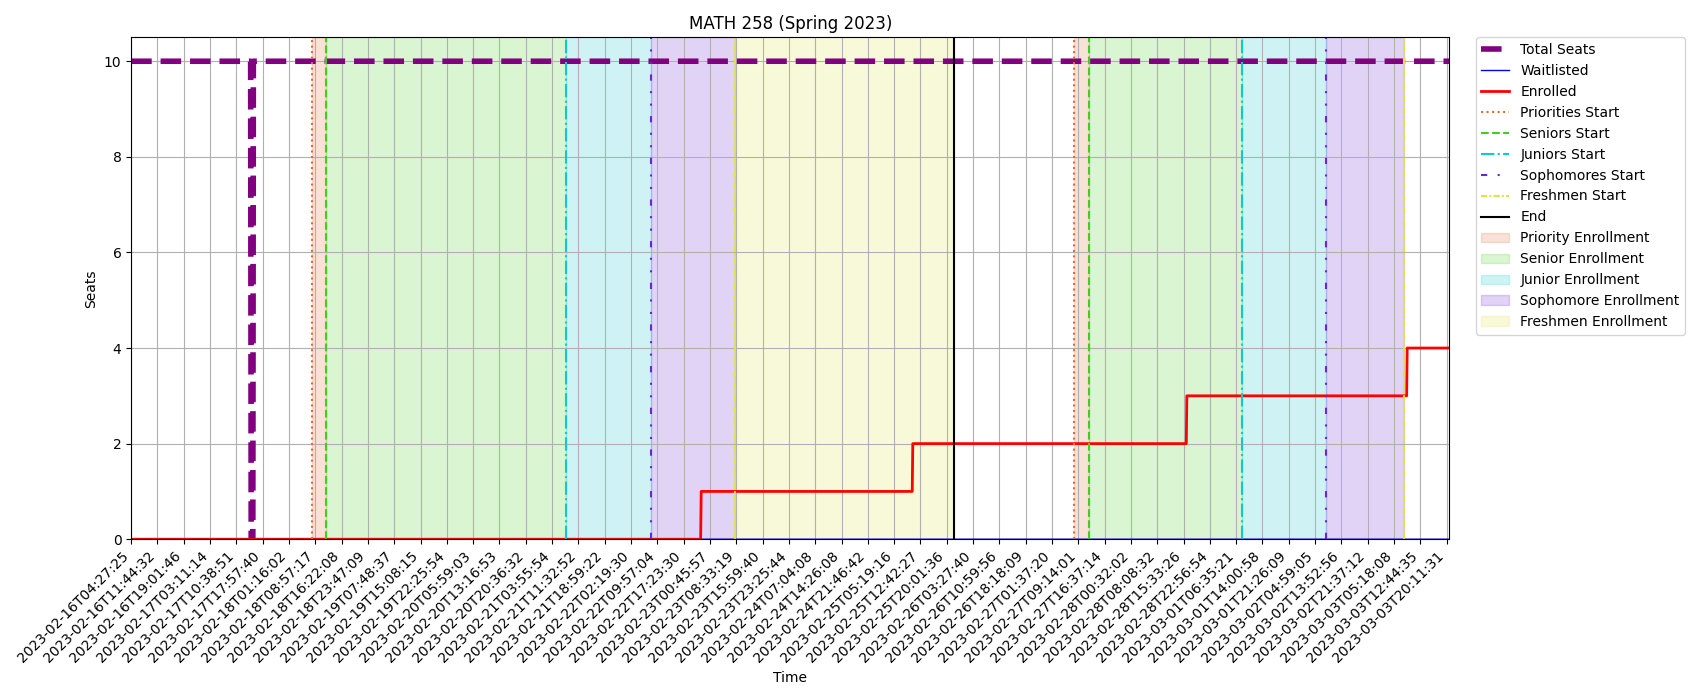 MATH 258 (Spring 2023)
10
8
6
4
2
0
Seats
2023-02-16T04:27:25
2023-02-16T11:44:32
2023-02-16T19:01:46
2023-02-17T03:11:14
2023-02-17T10:38:51
2023-02-17T17:57:40
2023-02-18T01:16:02
2023-02-18T08:57:17
2023-02-18T16:22:08
2023-02-18T23:47:09
2023-02-19T07:48:37
2023-02-19T15:08:15
2023-02-19T22:25:54
2023-02-20T05:59:03
2023-02-20T13:16:53
2023-02-20T20:36:32
2023-02-21T03:55:54
2023-02-21T11:32:52
2023-02-21T18:59:22
2023-02-22T02:19:30
2023-02-22T09:57:04
2023-02-22T17:23:30
2023-02-23T00:45:57
2023-02-23T08:33:19
2023-02-23T15:59:40
2023-02-23T23:25:44
2023-02-24T07:04:08
2023-02-24T14:26:08
2023-02-24T21:46:42
2023-02-25T05:19:16
2023-02-25T12:42:27
2023-02-25T20:01:36
2023-02-26T03:27:40
2023-02-26T10:59:56
2023-02-26T18:18:09
2023-02-27T01:37:20
2023-02-27T09:14:01
2023-02-27T16:37:14
2023-02-28T00:32:02
2023-02-28T08:08:32
2023-02-28T15:33:26
2023-02-28T22:56:54
2023-03-01T06:35:21
2023-03-01T14:00:58
2023-03-01T21:26:09
2023-03-02T04:59:05
2023-03-02T13:52:56
2023-03-02T21:37:12
2023-03-03T05:18:08
2023-03-03T12:44:35
2023-03-03T20:11:31
Time
Total Seats
Waitlisted
Enrolled
Priorities Start
Seniors Start
Juniors Start
Sophomores Start
Freshmen Start
End
Priority Enrollment
Senior Enrollment
Junior Enrollment
Sophomore Enrollment
Freshmen Enrollment